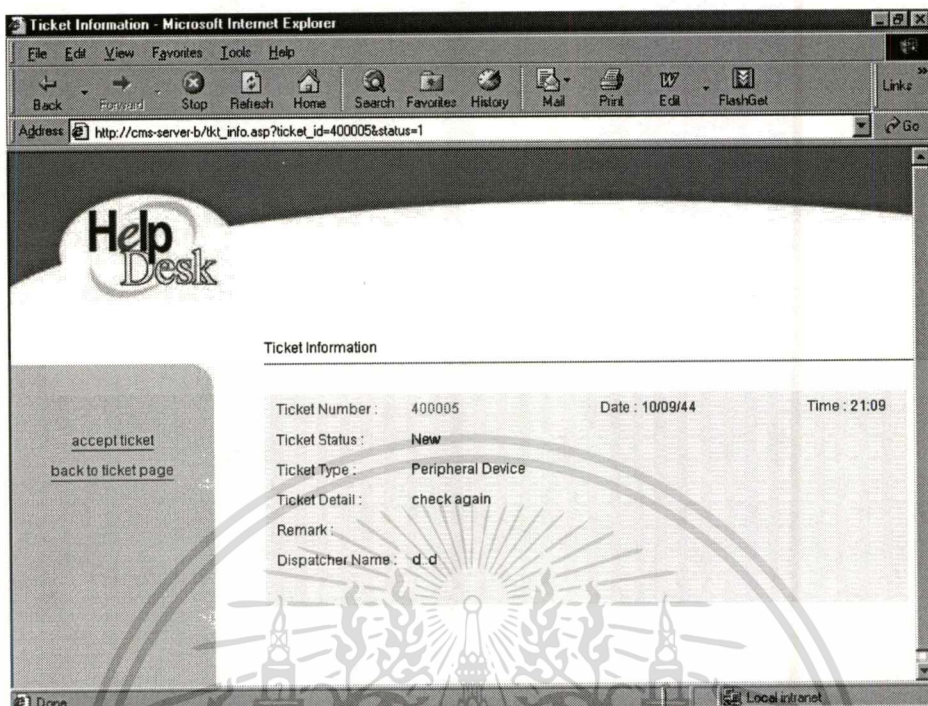 Ticket Information - Microsoft Internet Explorer
File Edit View Favorites Tools Help
Back Forward Stop Refresh Home Search Favorites History Mail Print Edit FlashGet Links »
Address http://cms-server-b/tkt_info.asp?ticket_id=400005&status=1 Go
Help
Desk
Ticket Information
Ticket Number : 400005 Date : 10/09/44 Time : 21:09
accept ticket
Ticket Status : New
back to ticket page
Ticket Type : Peripheral Device
Ticket Detail : check again
Remark :
Dispatcher Name : d d
Done Local intranet